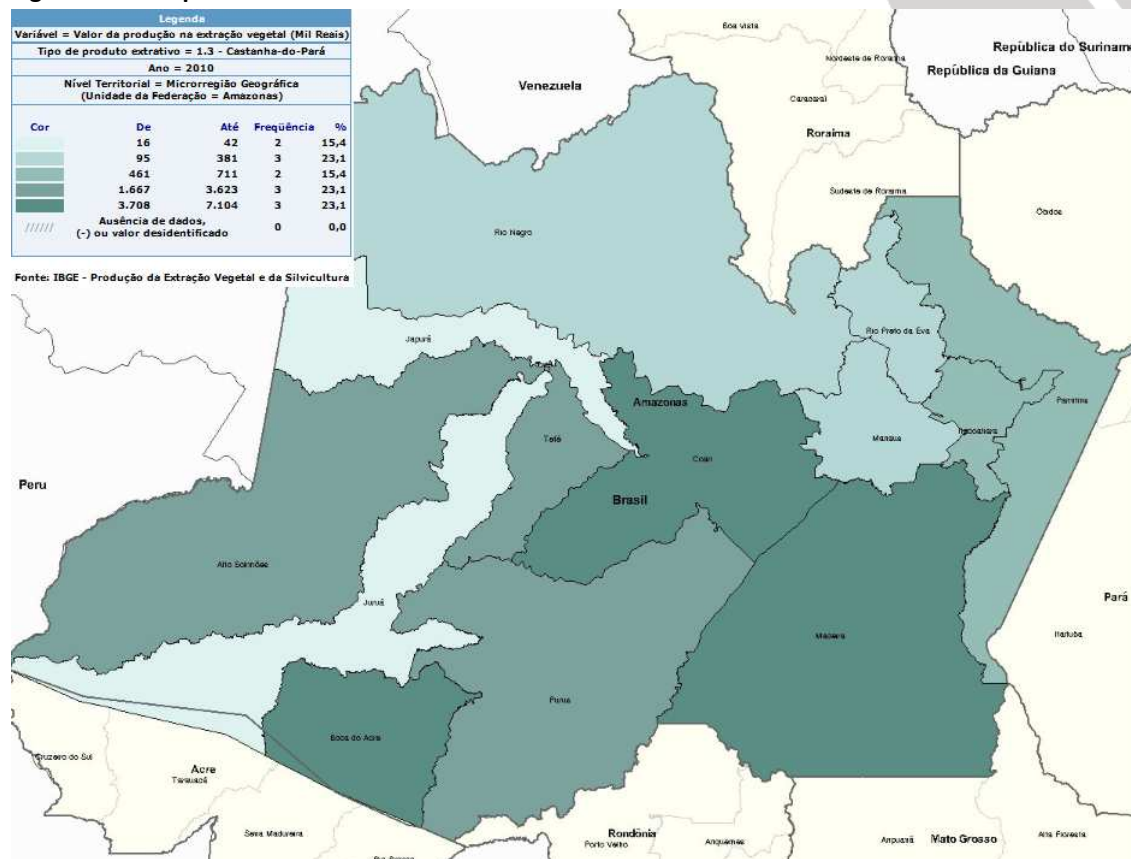 Legenda
Variável = Valor da produção na extração vegetal (Mil Reais)
Tipo de produto extrativo = 1.3 - Castanha-do-Pará
Ano = 2010
Nível Territorial = Microrregião Geográfica
(Unidade da Federação = Amazonas)
Cor De Até Freqüência %
16 42 2 15,4
95 381 3 23,1
461 711 2 15,4
1.667 3.623 3 23,1
3.708 7.104 3 23,1
Ausência de dados,
(-) ou valor desidentificado 0 0,0
Fonte: IBGE - Produção da Extração Vegetal e da Silvicultura
Boa Vista
República do Suriname
Nordeste de Roraima
República da Guiana
Venezuela
Caracaraí
Roraima
Sudeste de Roraima
Óbidos
Rio Negro
Rio Preto da Eva
Japurá
Parintins
Amazonas
Itacoatiara
Tefé
Manaus
Coari
Peru
Brasil
Alto Solimões
Pará
Juruá
Madeira
Itaituba
Purus
Boca do Acre
Cruzeiro do Sul
Acre
Tarauacá
Sena Madureira
Rondônia
Porto Velho
Ariquemes
Aripuanã
Mato Grosso
Alta Floresta